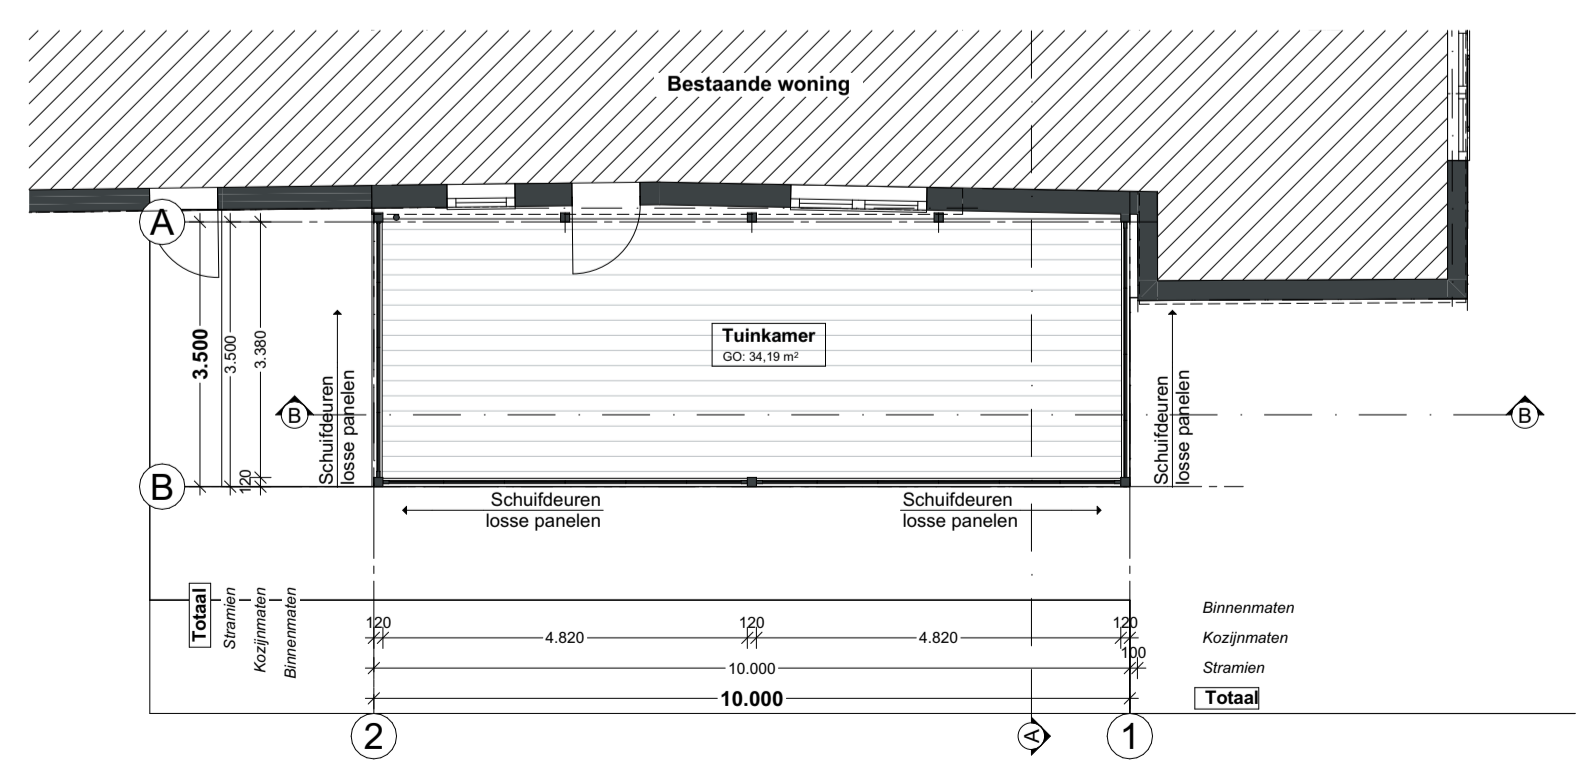 Bestaande woning
A
3.500
3.500
3.380
120
Tuinkamer
GO: 34,19 m²
Schuifdeuren
losse panelen
Schuifdeuren
losse panelen
B
B
B
Schuifdeuren
losse panelen
Schuifdeuren
losse panelen
Totaal
Stramien
Kozijnmaten
Binnenmaten
120
120
120
4.820
4.820
100
10.000
10.000
Binnenmaten
Kozijnmaten
Stramien
Totaal
2
A
1